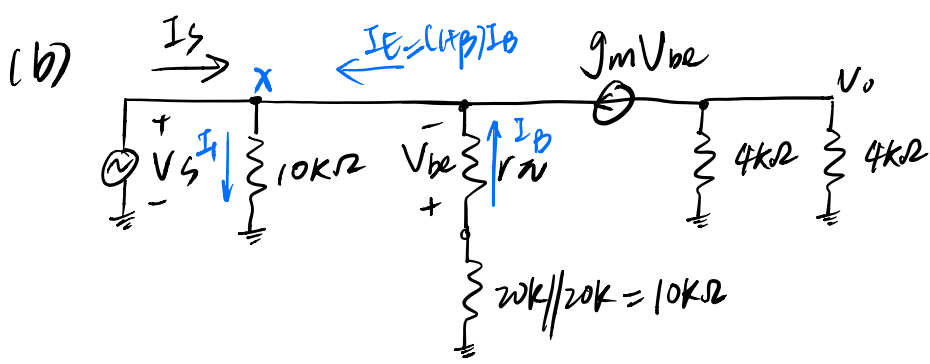 (b)
Is
IE=(1+β)IB
gmVbe
x
Vo
+
Vs
-
I1
10kΩ
-
Vbe
+
rπ
IB
4kΩ
4kΩ
20k//20k = 10kΩ